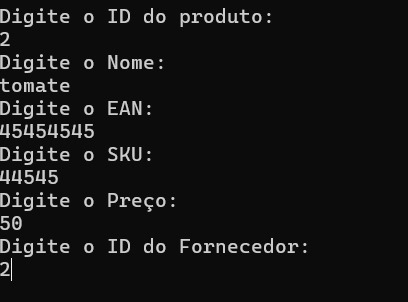 Digite o ID do produto:
2
Digite o Nome:
tomate
Digite o EAN:
45454545
Digite o SKU:
44545
Digite o Preço:
50
Digite o ID do Fornecedor:
2